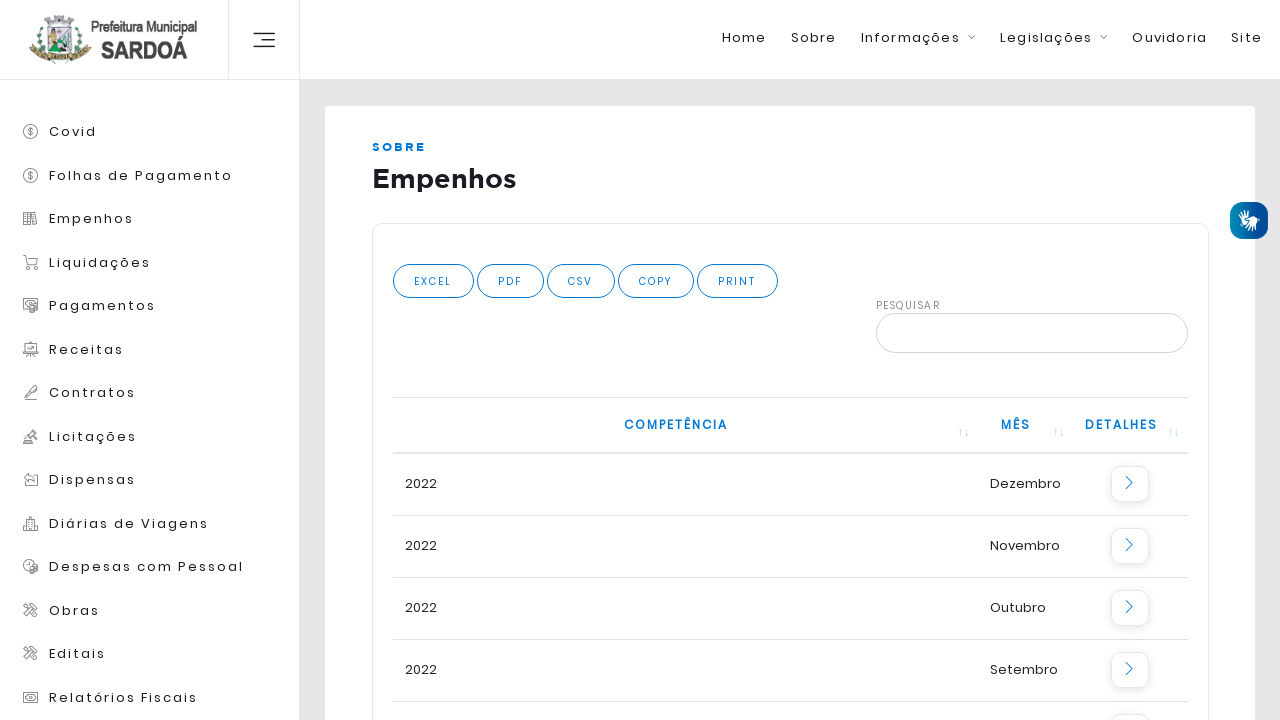 Prefeitura Municipal
SARDOÁ
Home
Sobre
Informações
Legislações
Ouvidoria
Site
Covid
Folhas de Pagamento
Empenhos
Liquidações
Pagamentos
Receitas
Contratos
Licitações
Dispensas
Diárias de Viagens
Despesas com Pessoal
Obras
Editais
Relatórios Fiscais
SOBRE
Empenhos
EXCEL
PDF
CSV
COPY
PRINT
PESQUISAR
COMPETÊNCIA
MÊS
DETALHES
2022 Dezembro
2022 Novembro
2022 Outubro
2022 Setembro